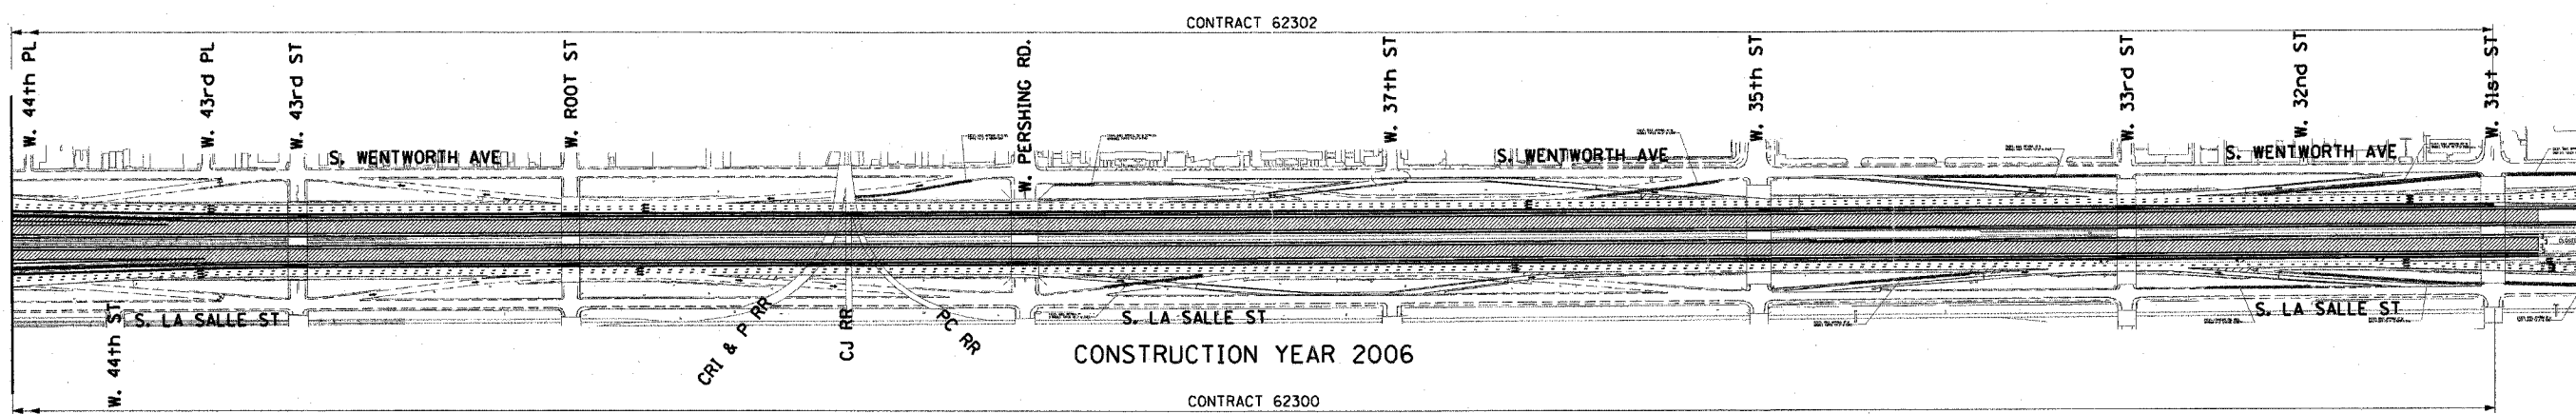 CONTRACT 62302
W. 44th PL
W. 43rd PL
W. 43rd ST
W. ROOT ST
W. PERSHING RD.
W. 37th ST
W. 35th ST
W. 33rd ST
W. 32nd ST
W. 31st ST
S. WENTWORTH AVE
S. WENTWORTH AVE
S. WENTWORTH AVE
W. 44th ST
S. LA SALLE ST
CRI & P RR
CJ RR
PC RR
S. LA SALLE ST
S. LA SALLE ST
CONSTRUCTION YEAR 2006
CONTRACT 62300